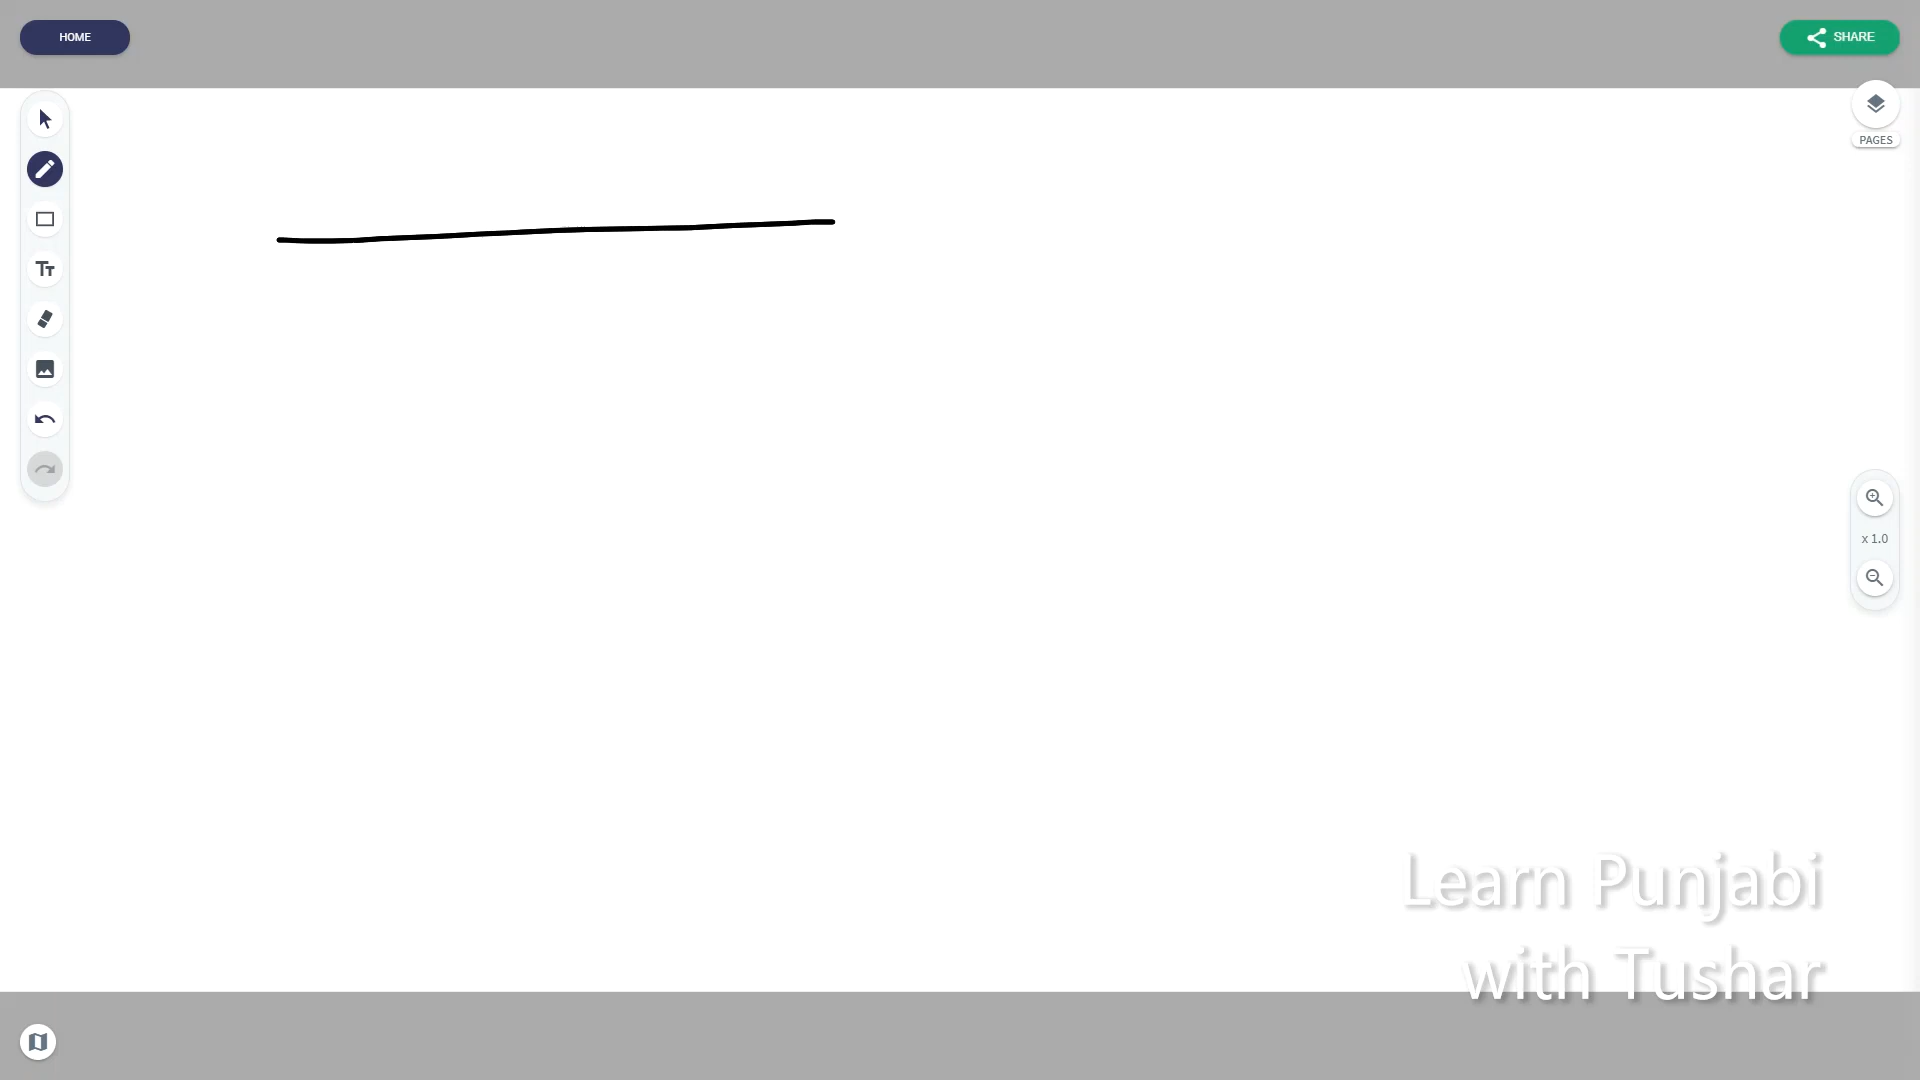 HOME
SHARE
PAGES
x 1.0
Learn Punjabi
with Tushar